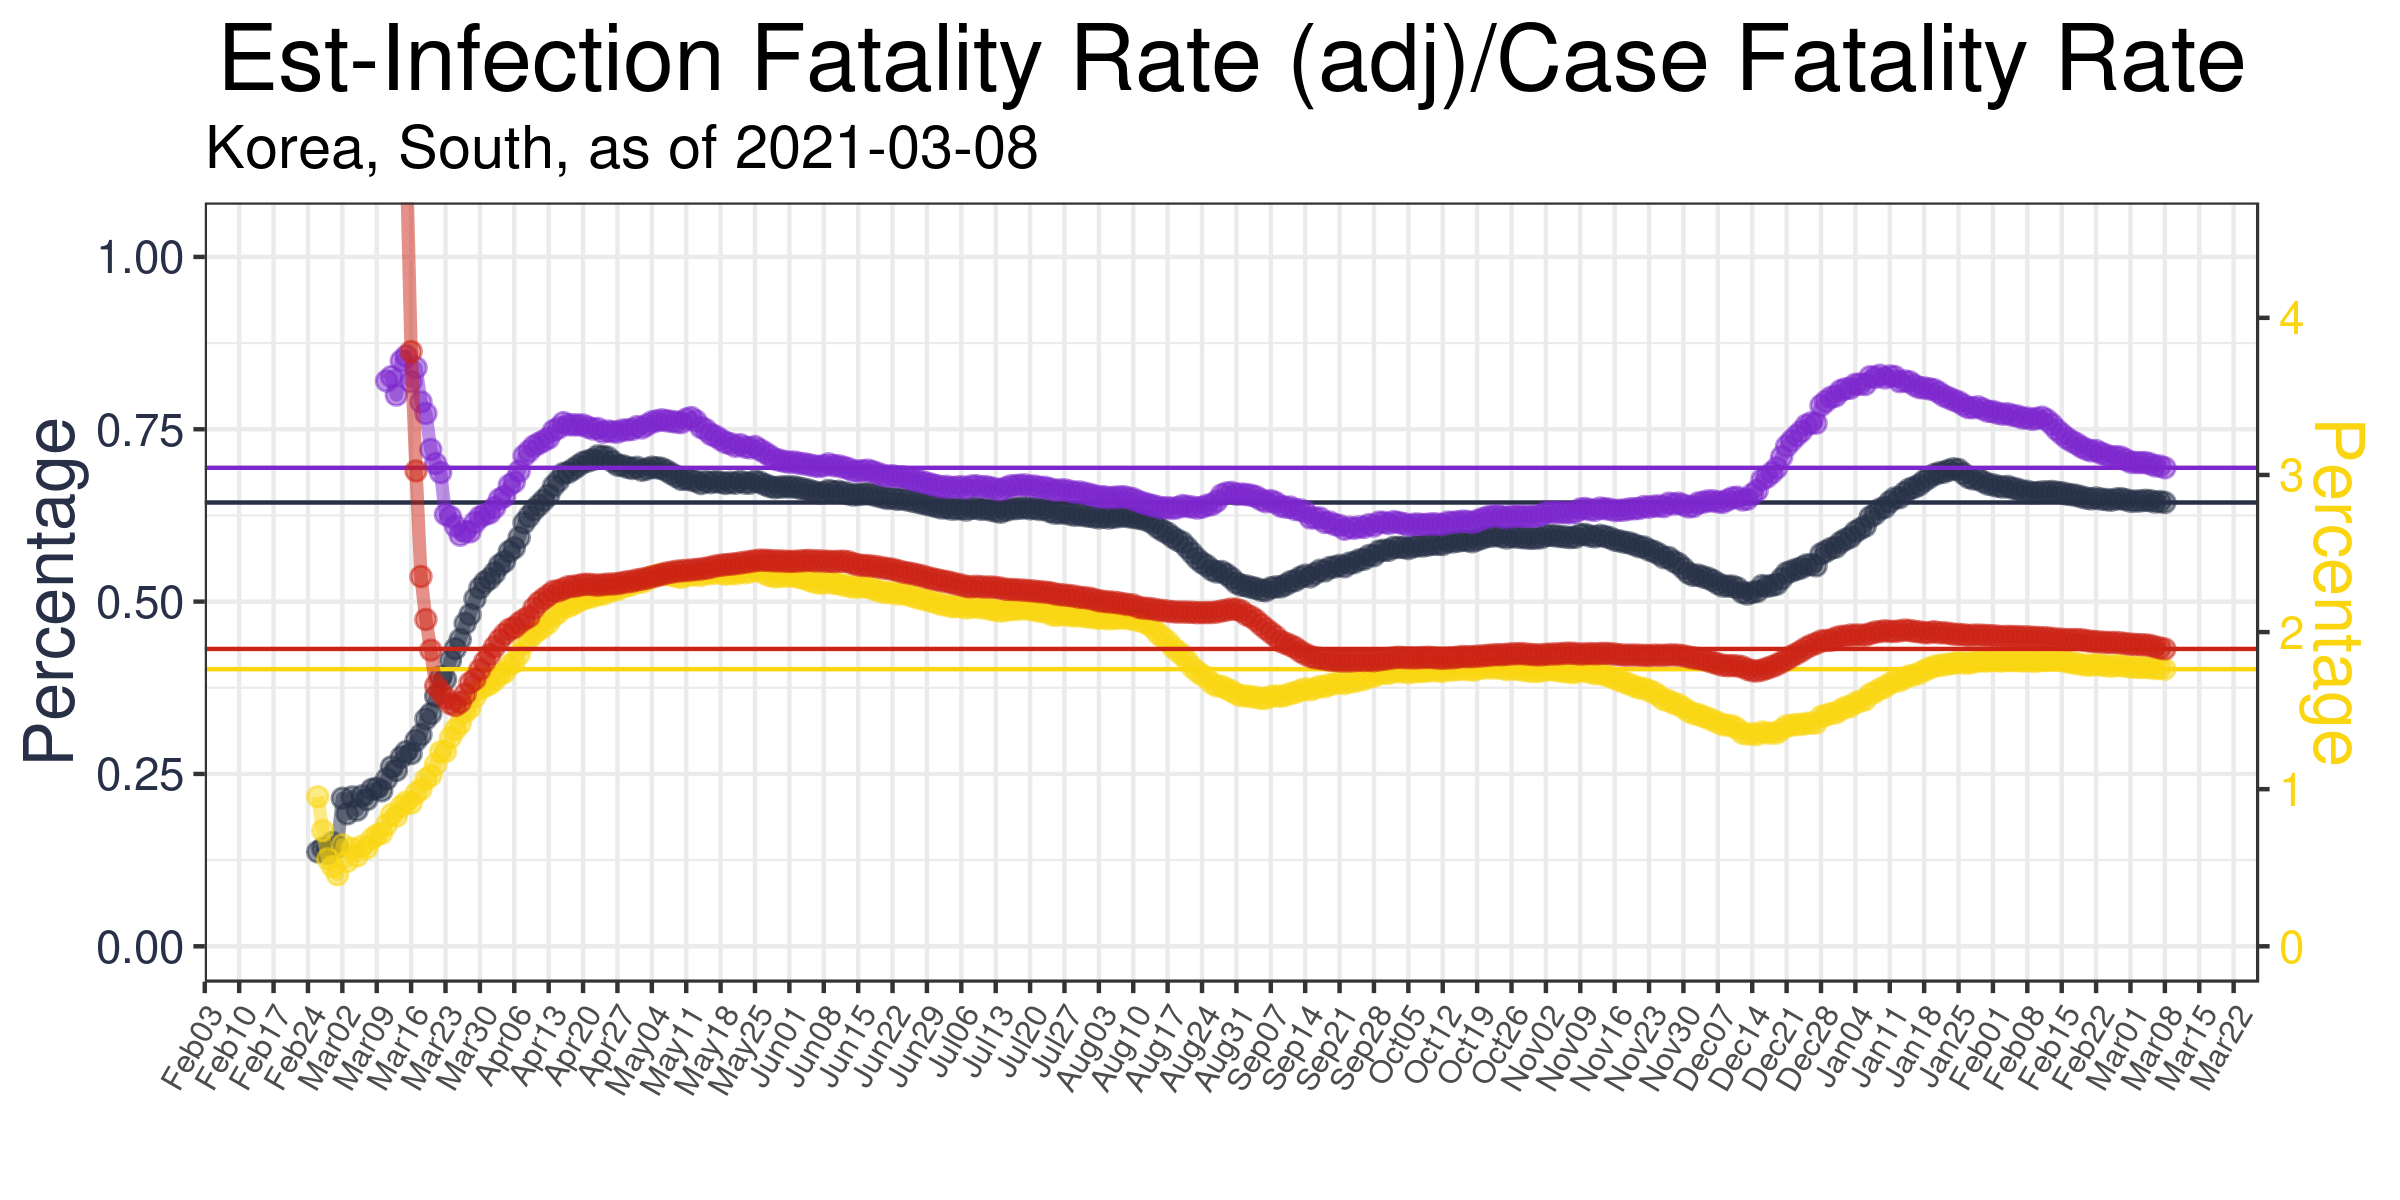 Est-Infection Fatality Rate (adj)/Case Fatality Rate
Korea, South, as of 2021-03-08
Percentage
1.00
0.75
0.50
0.25
0.00
4
3
2
1
0
Percentage
Feb03
Feb10
Feb17
Feb24
Mar02
Mar09
Mar16
Mar23
Mar30
Apr06
Apr13
Apr20
Apr27
May04
May11
May18
May25
Jun01
Jun08
Jun15
Jun22
Jun29
Jul06
Jul13
Jul20
Jul27
Aug03
Aug10
Aug17
Aug24
Aug31
Sep07
Sep14
Sep21
Sep28
Oct05
Oct12
Oct19
Oct26
Nov02
Nov09
Nov16
Nov23
Nov30
Dec07
Dec14
Dec21
Dec28
Jan04
Jan11
Jan18
Jan25
Feb01
Feb08
Feb15
Feb22
Mar01
Mar08
Mar15
Mar22